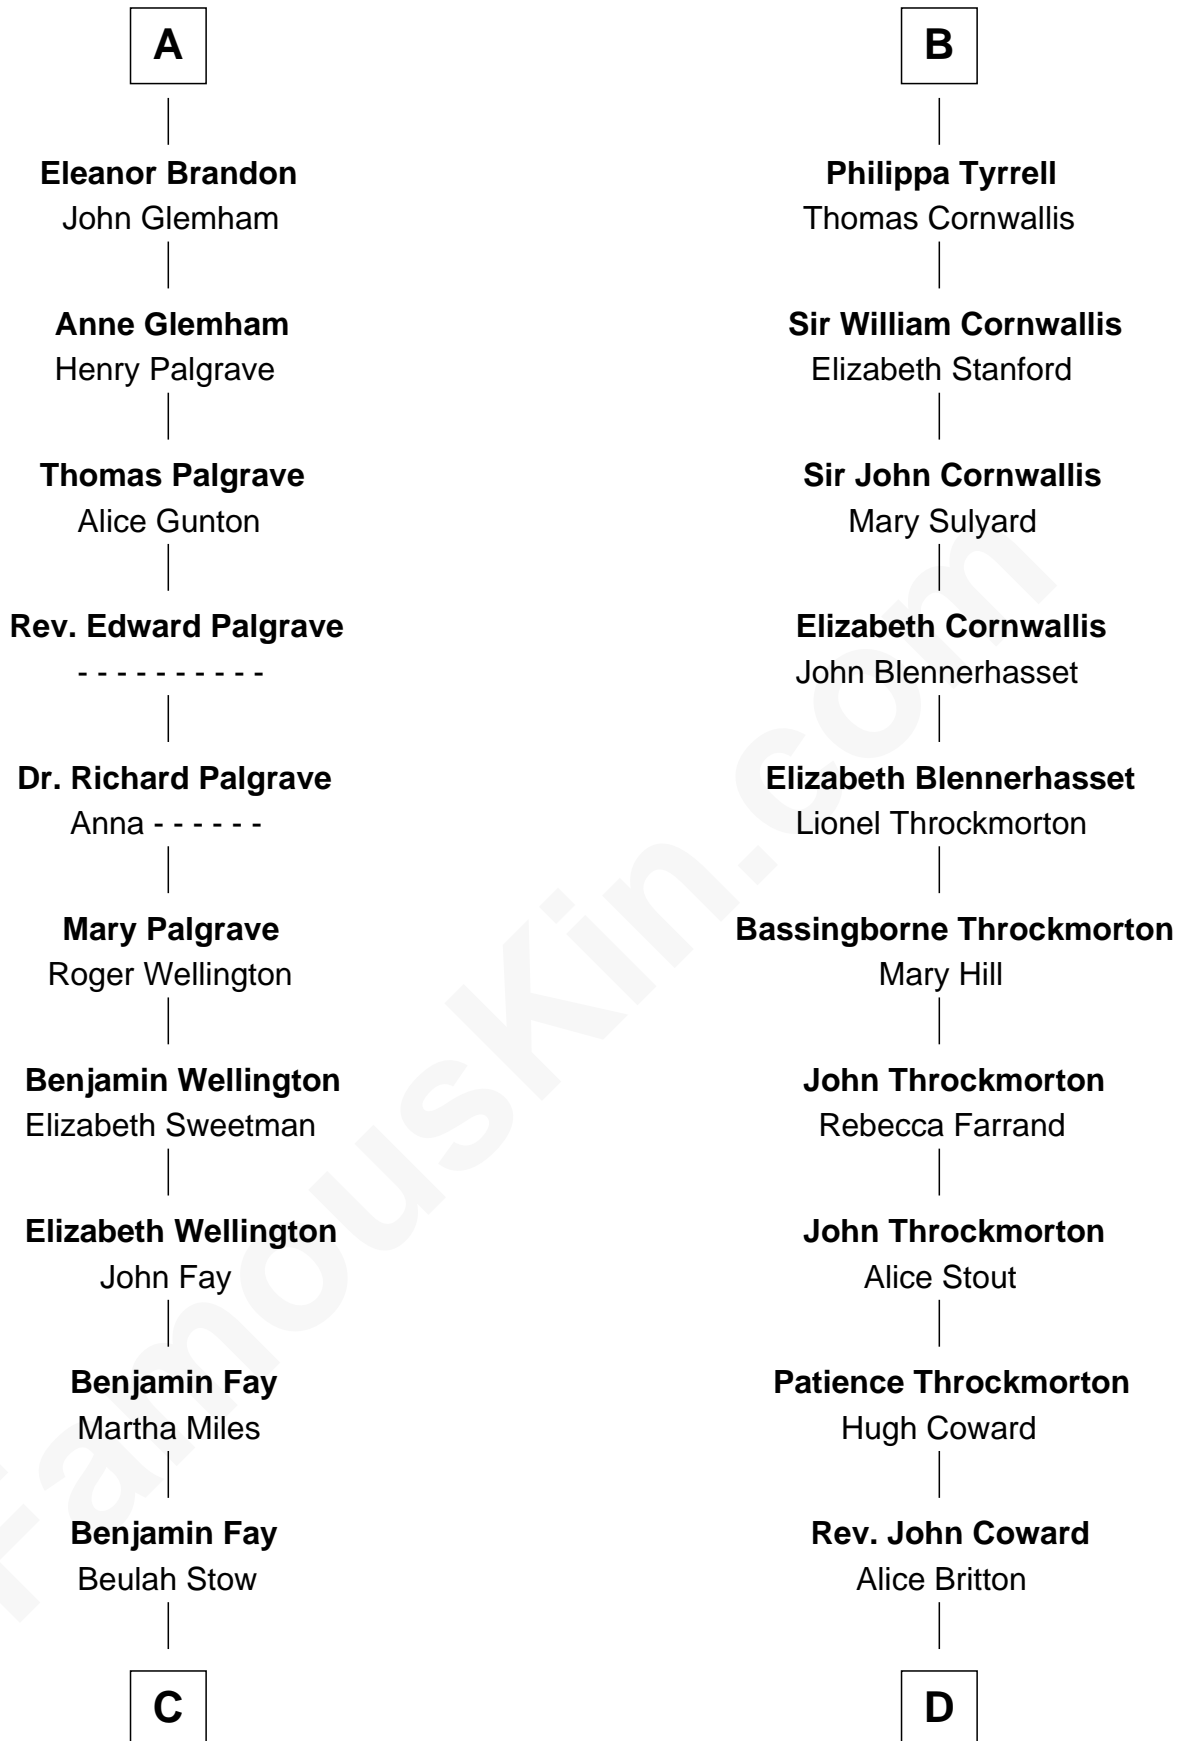 A
Eleanor Brandon
John Glemham
Anne Glemham
Henry Palgrave
Thomas Palgrave
Alice Gunton
Rev. Edward Palgrave
- - - - - - - - - -
Dr. Richard Palgrave
Anna - - - - - -
Mary Palgrave
Roger Wellington
Benjamin Wellington
Elizabeth Sweetman
Elizabeth Wellington
John Fay
Benjamin Fay
Martha Miles
Benjamin Fay
Beulah Stow
C
B
Philippa Tyrrell
Thomas Cornwallis
Sir William Cornwallis
Elizabeth Stanford
Sir John Cornwallis
Mary Sulyard
Elizabeth Cornwallis
John Blennerhasset
Elizabeth Blennerhasset
Lionel Throckmorton
Bassingborne Throckmorton
Mary Hill
John Throckmorton
Rebecca Farrand
John Throckmorton
Alice Stout
Patience Throckmorton
Hugh Coward
Rev. John Coward
Alice Britton
D
FamousKin.com